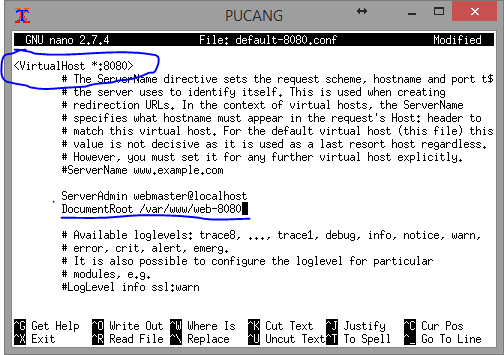 PUCANG
GNU nano 2.7.4 File: default-8080.conf Modified
<VirtualHost *:8080>
# The ServerName directive sets the request scheme, hostname and port t$
# the server uses to identify itself. This is used when creating
# redirection URLs. In the context of virtual hosts, the ServerName
# specifies what hostname must appear in the request's Host: header to
# match this virtual host. For the default virtual host (this file) this
# value is not decisive as it is used as a last resort host regardless.
# However, you must set it for any further virtual host explicitly.
#ServerName www.example.com
ServerAdmin webmaster@localhost
DocumentRoot /var/www/web-8080
# Available loglevels: trace8, ..., trace1, debug, info, notice, warn,
# error, crit, alert, emerg.
# It is also possible to configure the loglevel for particular
# modules, e.g.
#LogLevel info ssl:warn
^G Get Help ^O Write Out ^W Where Is ^K Cut Text ^J Justify ^C Cur Pos
^X Exit ^R Read File ^\ Replace ^U Uncut Text ^T To Spell ^_ Go To Line